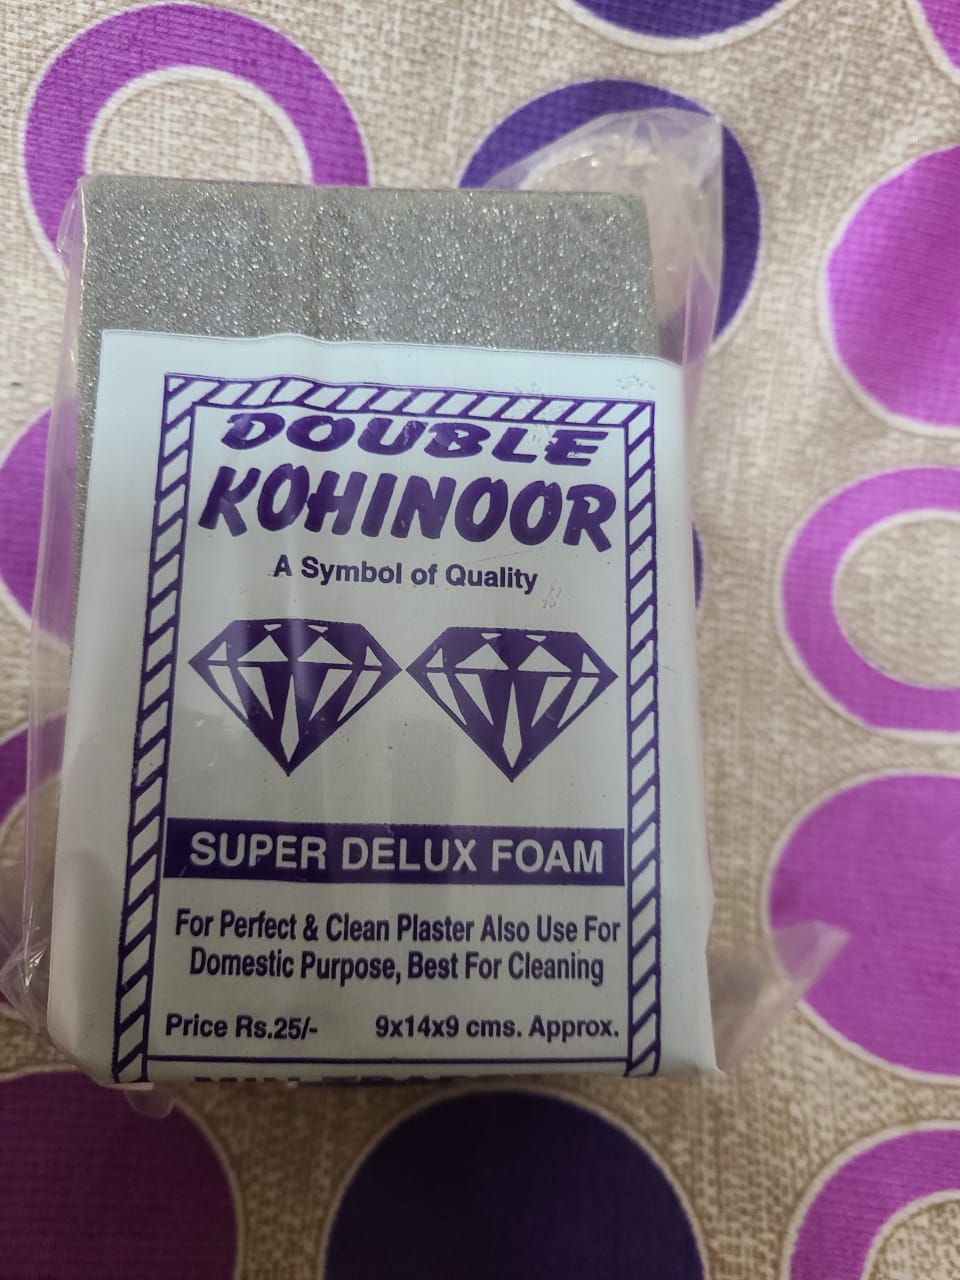 DOUBLE
KOHINOOR
A Symbol of Quality
SUPER DELUX FOAM
For Perfect & Clean Plaster Also Use For
Domestic Purpose, Best For Cleaning
Price Rs.25/- 9x14x9 cms. Approx.